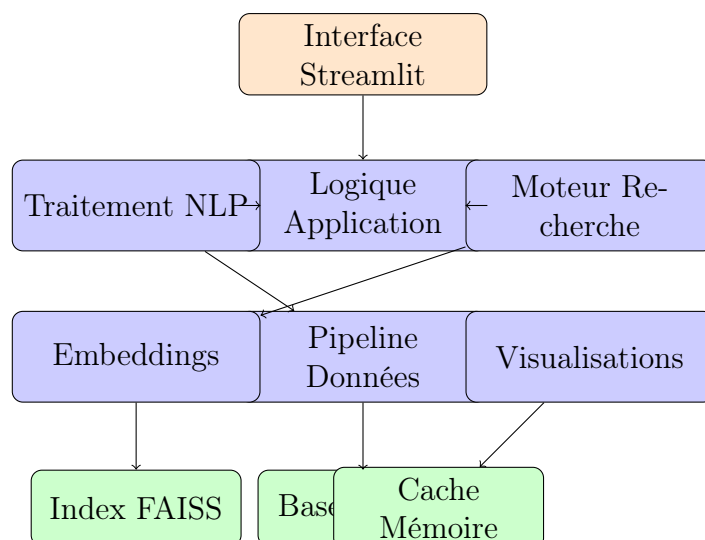 Interface
Streamlit
Traitement NLP
Logique
Application
Moteur Re-
cherche
Embeddings
Pipeline
Données
Visualisations
Index FAISS
Base
Cache
Mémoire